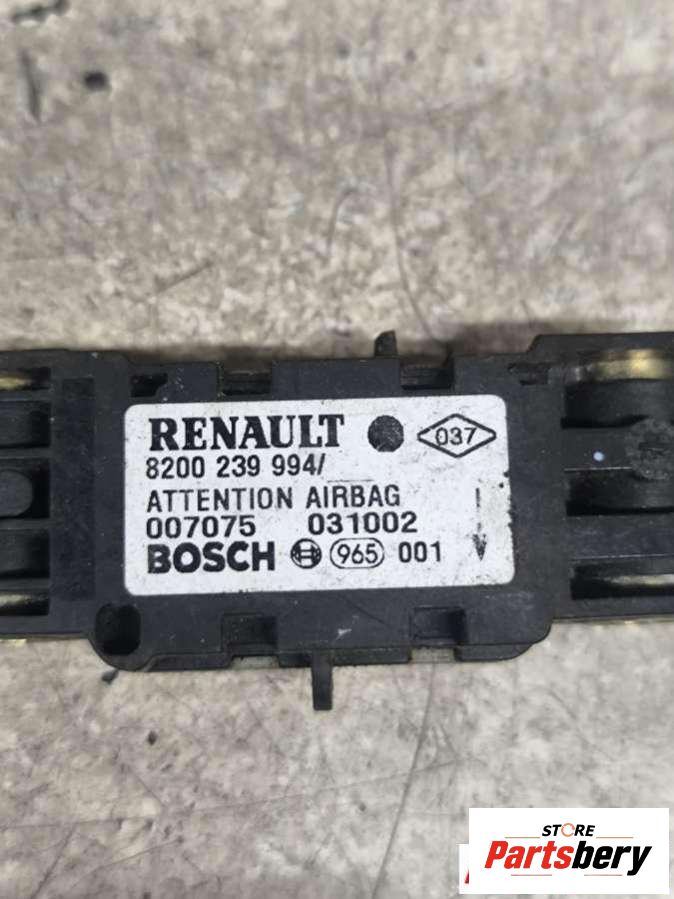 RENAULT 037
8200 239 994/
ATTENTION AIRBAG
007075 031002
BOSCH 965 001
STORE
Partsbery